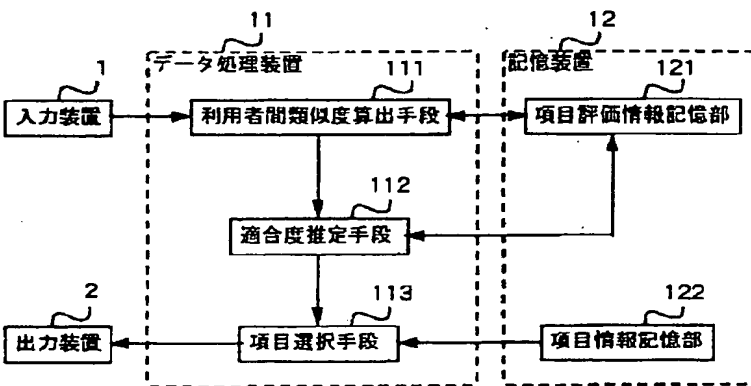 11
12
データ処理装置
記憶装置
1
111
121
入力装置
利用者間類似度算出手段
項目評価情報記憶部
112
適合度推定手段
2
113
122
出力装置
項目選択手段
項目情報記憶部